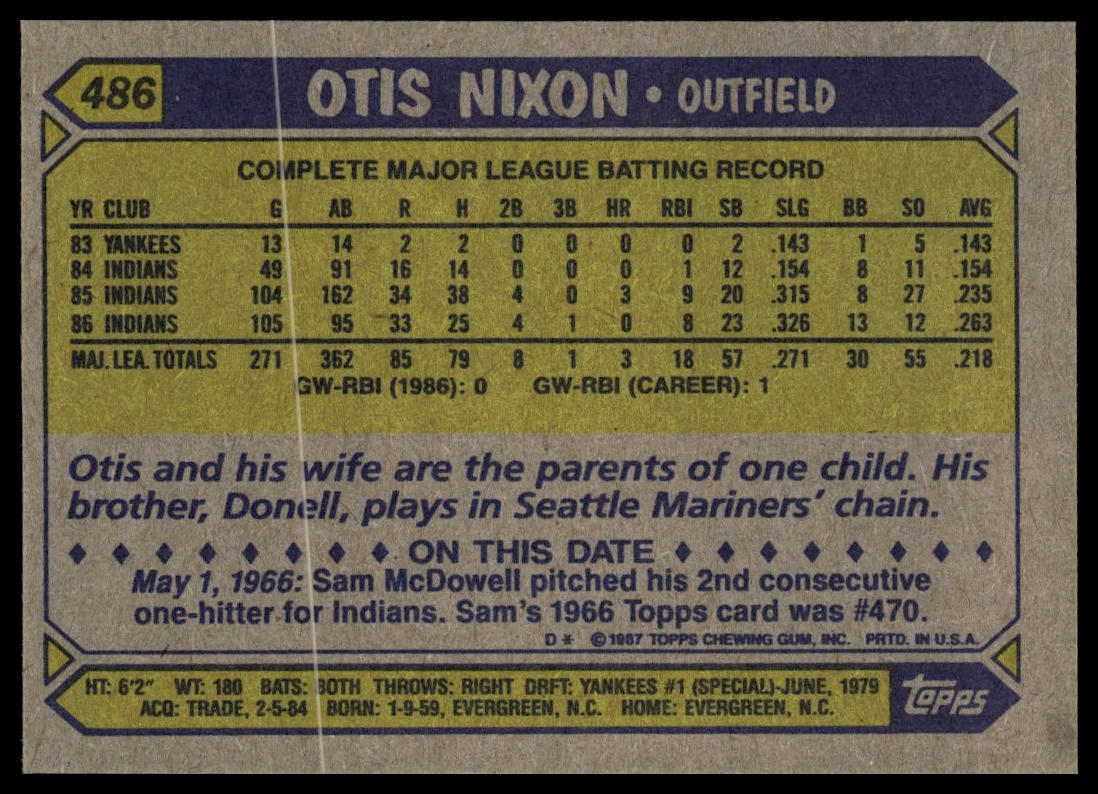 486 OTIS NIXON • OUTFIELD
COMPLETE MAJOR LEAGUE BATTING RECORD
YR CLUB G AB R H 2B 3B HR RBI SB SLG BB SO AVG
83 YANKEES 13 14 2 2 0 0 0 0 2 .143 1 5 .143
84 INDIANS 49 91 16 14 0 0 0 1 12 .154 8 11 .154
85 INDIANS 104 162 34 38 4 0 3 9 20 .315 8 27 .235
86 INDIANS 105 95 33 25 4 1 0 8 23 .326 13 12 .263
MAJ. LEA. TOTALS 271 362 85 79 8 1 3 18 57 .271 30 55 .218
GW-RBI (1986): 0 GW-RBI (CAREER): 1
Otis and his wife are the parents of one child. His
brother, Donell, plays in Seattle Mariners' chain.
ON THIS DATE
May 1, 1966: Sam McDowell pitched his 2nd consecutive
one-hitter for Indians. Sam's 1966 Topps card was #470.
D * © 1987 TOPPS CHEWING GUM, INC. PRTD. IN U.S.A.
HT: 6'2" WT: 180 BATS: BOTH THROWS: RIGHT DRFT: YANKEES #1 (SPECIAL)-JUNE, 1979
ACQ: TRADE, 2-5-84 BORN: 1-9-59, EVERGREEN, N.C. HOME: EVERGREEN, N.C.
topps